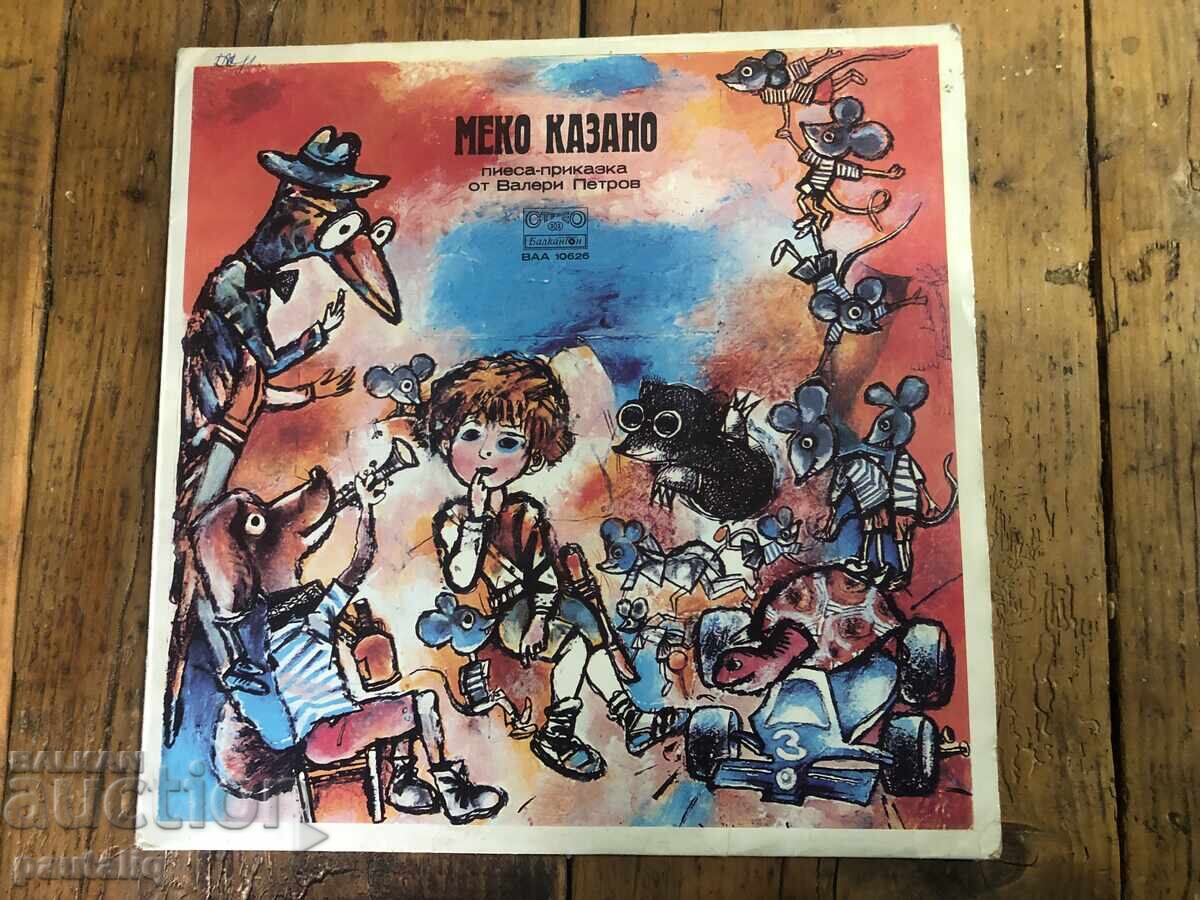 МЕКО КАЗАНО
пиеса-приказка
от Валери Петров
СТЕРЕО
Балкантон
ВАА 10626
3
BALKAN
auction
pautaliq